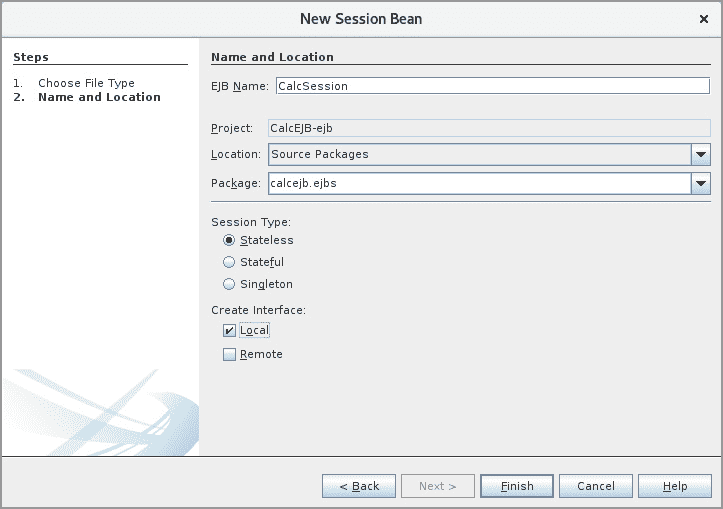 New Session Bean
×
Steps
1. Choose File Type
2. Name and Location
Name and Location
EJB Name: CalcSession
Project: CalcEJB-ejb
Location: Source Packages
Package: calcejb.ejbs
Session Type:
Stateless
Stateful
Singleton
Create Interface:
Local
Remote
< Back Next > Finish Cancel Help